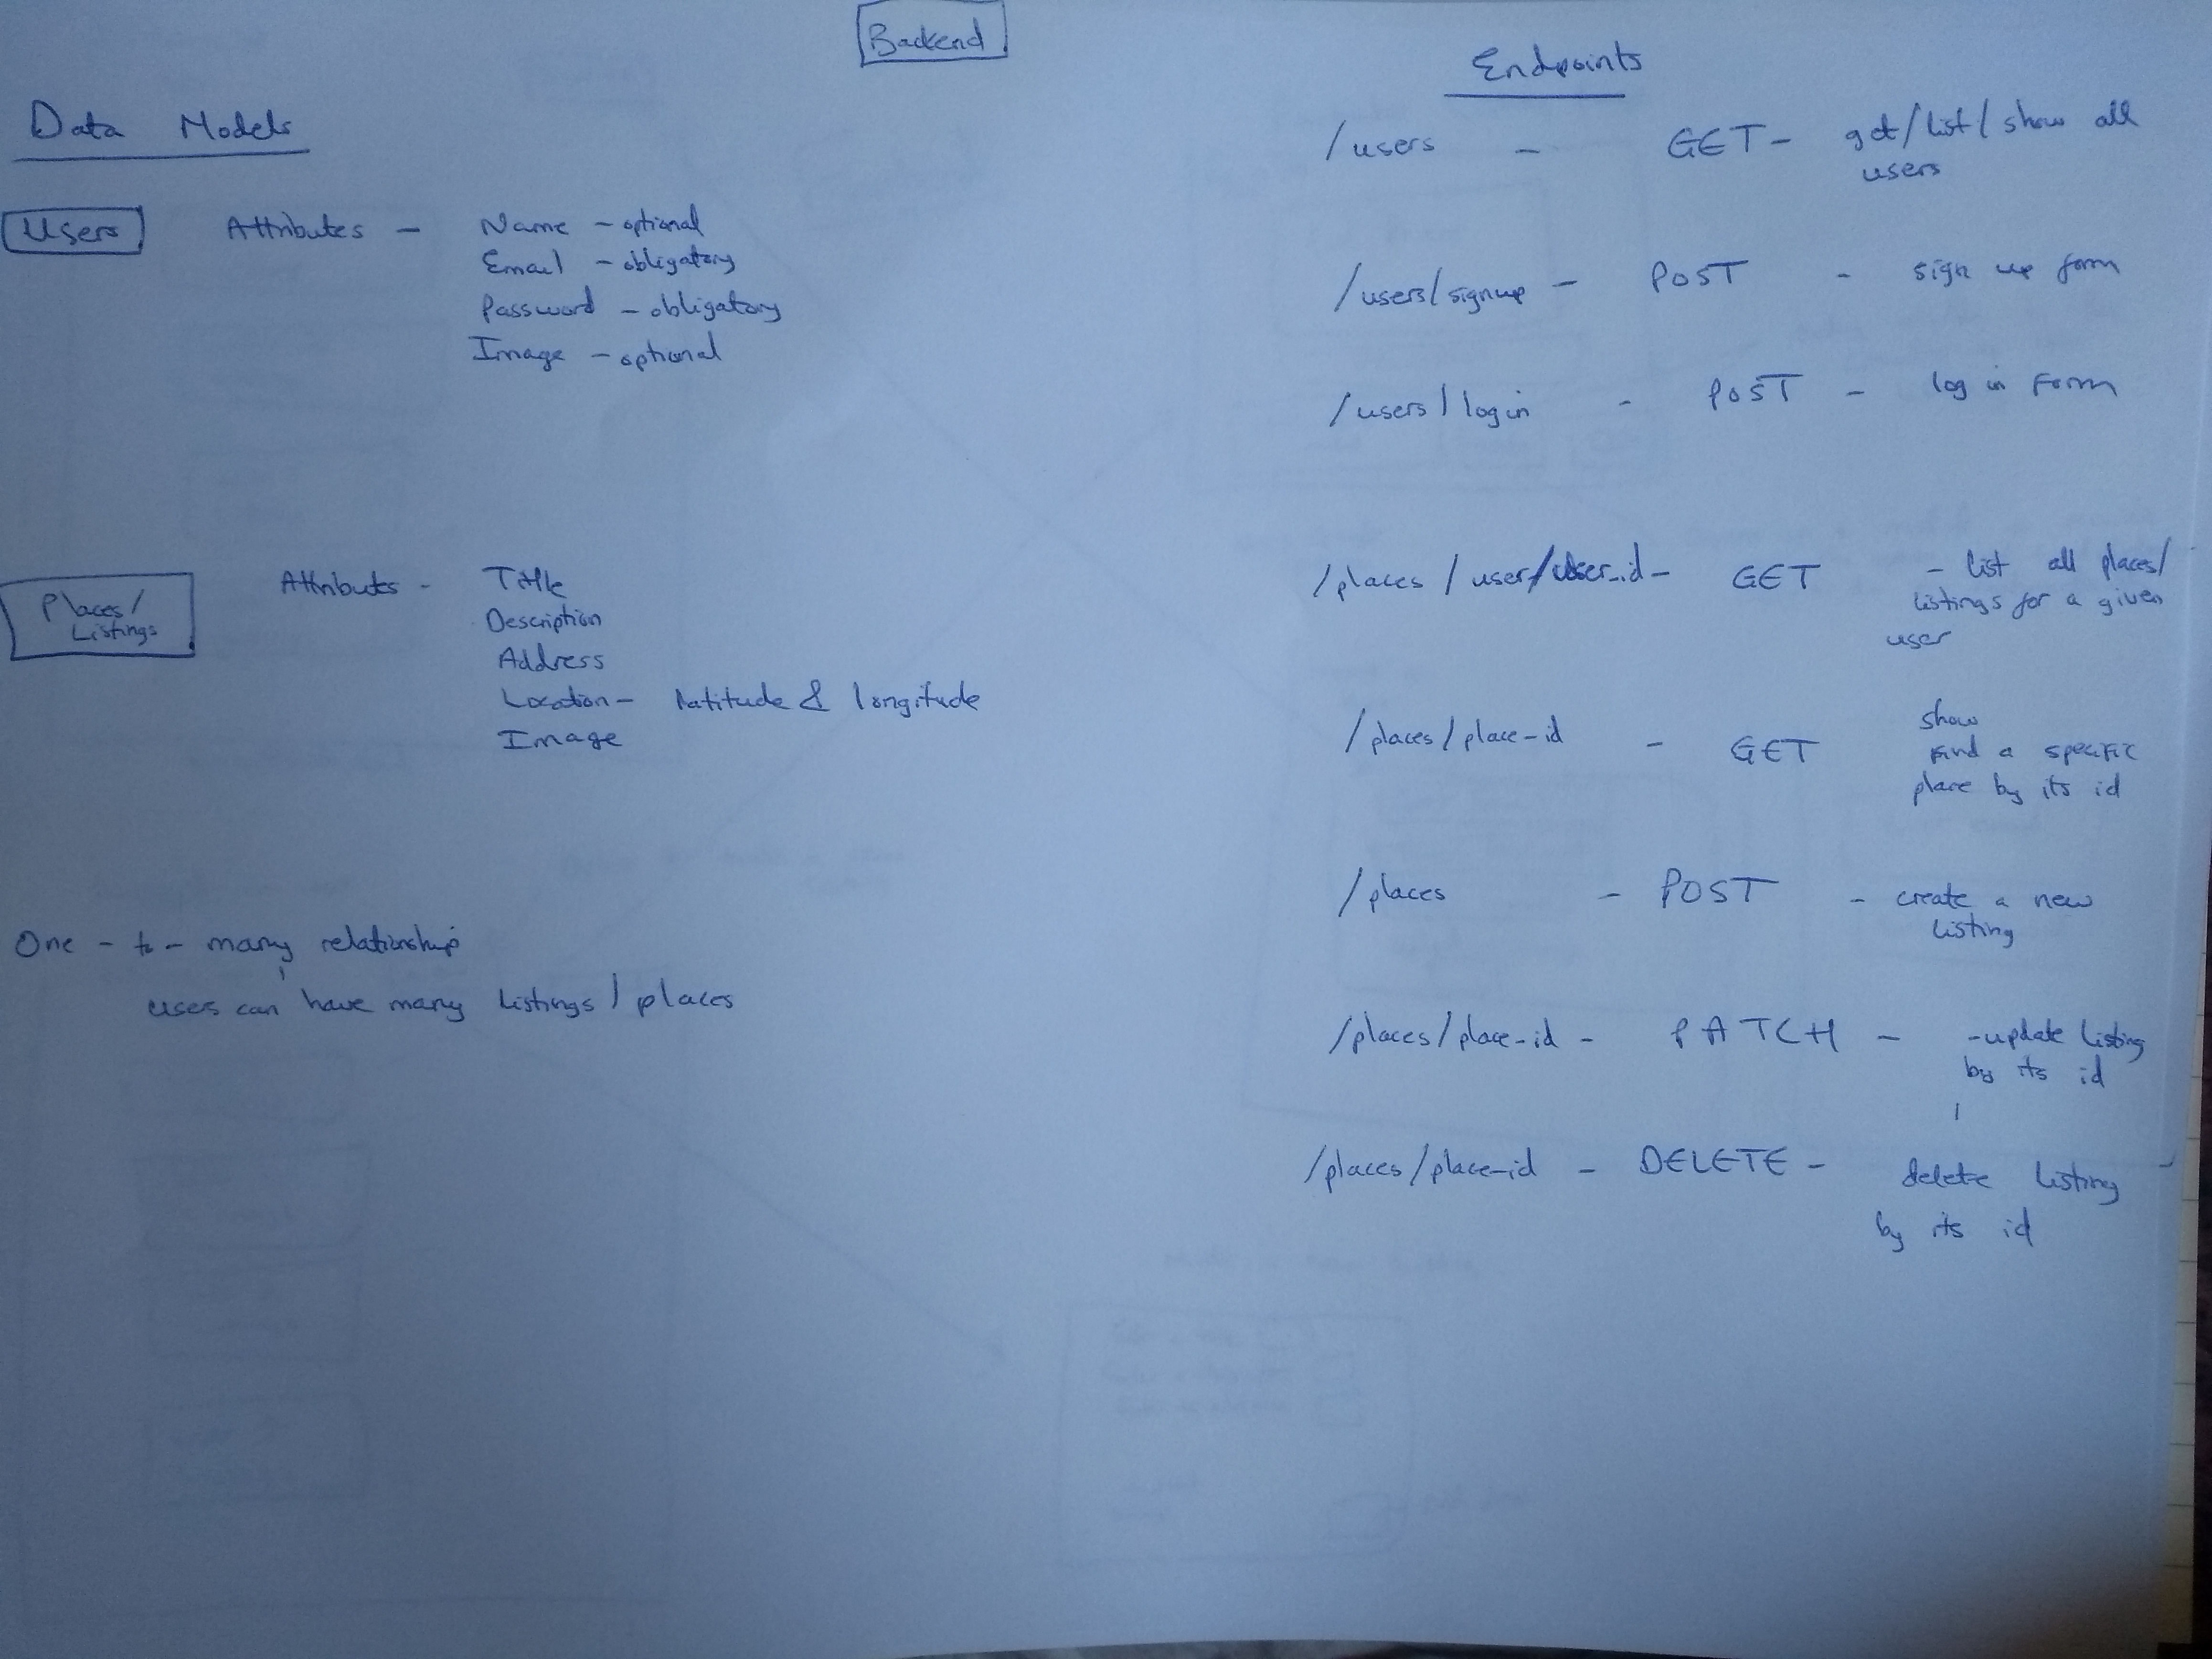 Backend
Data Models
Users Attributes - Name - optional
Email - obligatory
Password - obligatory
Image - optional
Places/
Listings
Attributes - Title
Description
Address
Location - latitude & longitude
Image
One - to - many relationship
users can have many listings / places
Endpoints
/users - GET - get/list/show all
users
/users/signup - POST - sign up form
/users/login - POST - log in form
/places/user/user_id - GET - list all places/
listings for a given
user
/places/place-id - GET show
find a specific
place by its id
/places - POST - create a new
listing
/places/place-id - PATCH - -update listing
by its id
/places/place-id - DELETE - delete listing
by its id